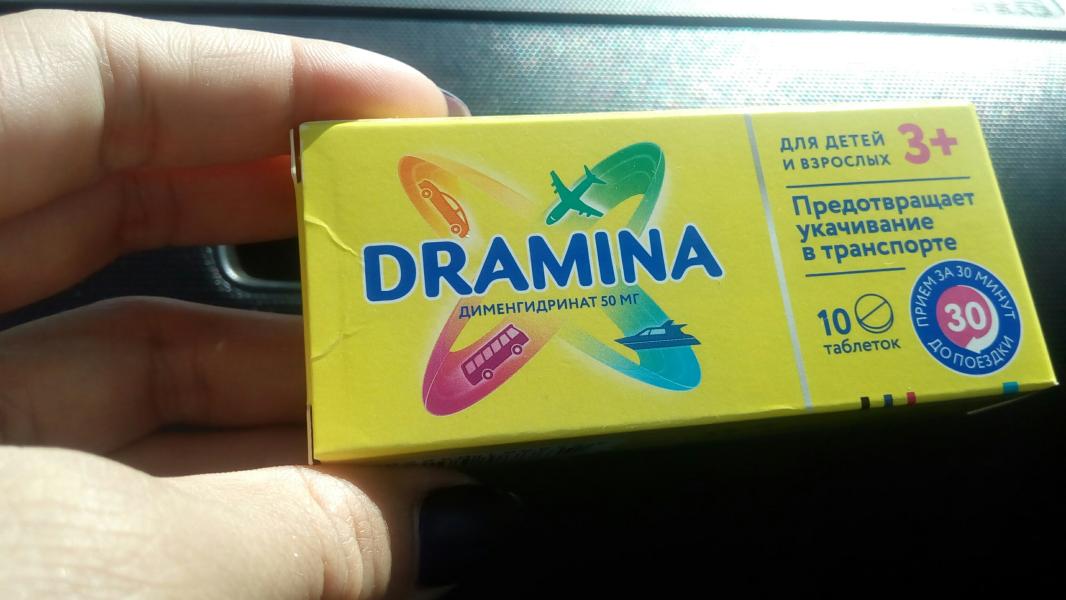 DRAMINA
ДИМЕНГИДРИНАТ 50 МГ
ДЛЯ ДЕТЕЙ
И ВЗРОСЛЫХ
3+
Предотвращает
укачивание
в транспорте
10
таблеток
ПРИЕМ ЗА 30 МИНУТ
30
ДО ПОЕЗДКИ